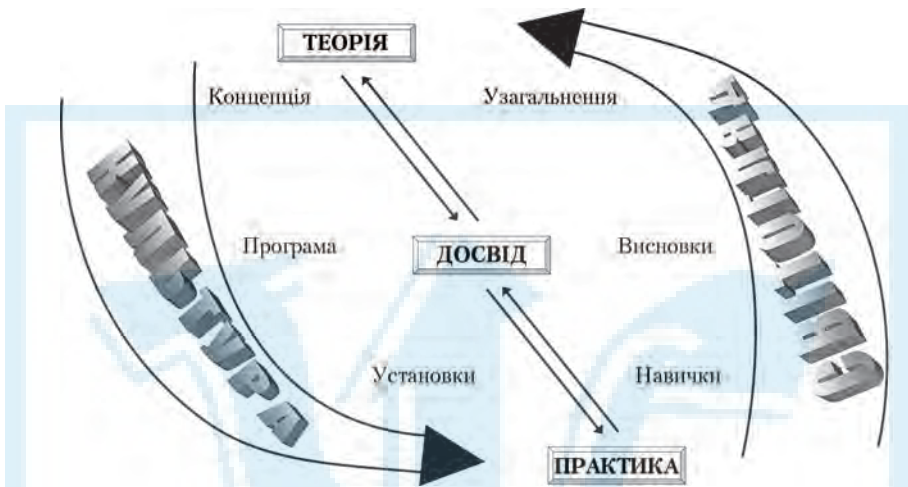 ТЕОРІЯ
Концепція Узагальнення
Програма ДОСВІД Висновки
Установки Навички
ПРАКТИКА